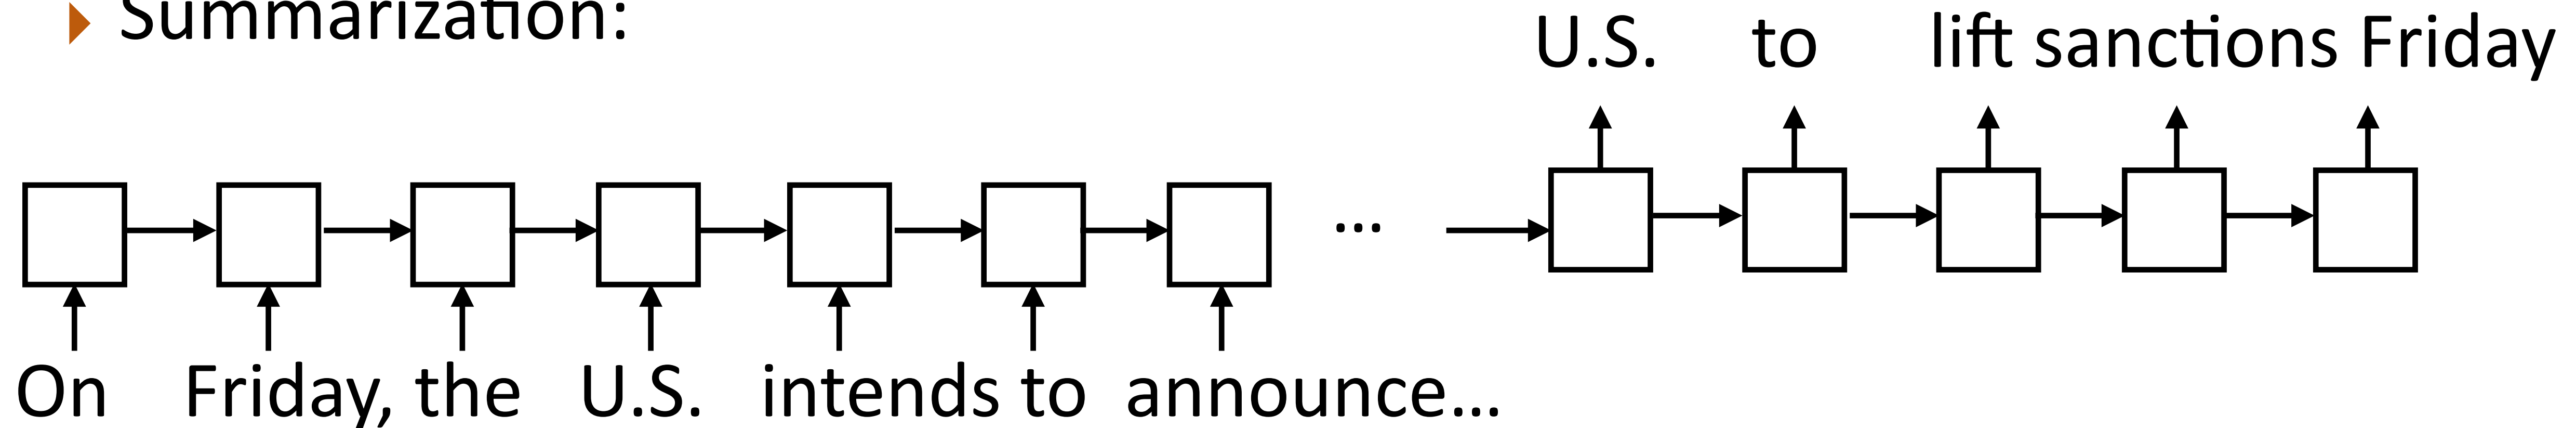 Summarization:
U.S. to lift sanctions Friday
...
On Friday, the U.S. intends to announce...